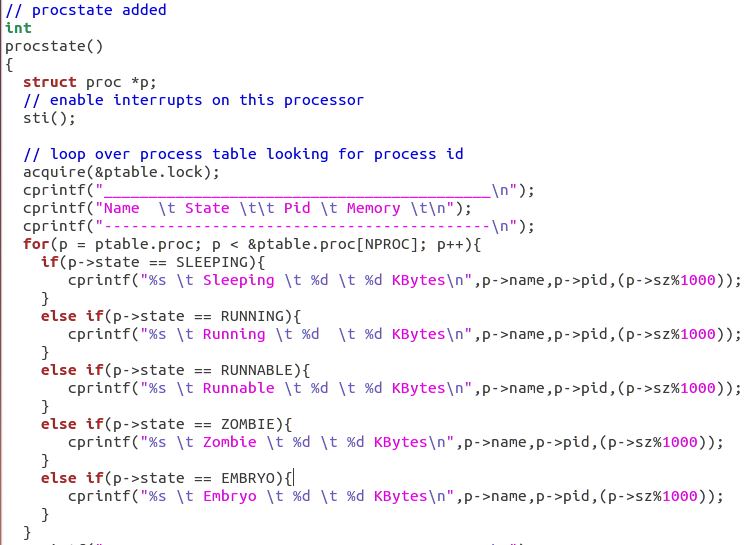 // procstate added
int
procstate()
{
  struct proc *p;
  // enable interrupts on this processor
  sti();

  // loop over process table looking for process id
  acquire(&ptable.lock);
  cprintf("___________________________________________\n");
  cprintf("Name  \t State \t\t Pid \t Memory \t\n");
  cprintf("-------------------------------------------\n");
  for(p = ptable.proc; p < &ptable.proc[NPROC]; p++){
    if(p->state == SLEEPING){
       cprintf("%s \t Sleeping \t %d \t %d KBytes\n",p->name,p->pid,(p->sz%1000));
    }
    else if(p->state == RUNNING){
       cprintf("%s \t Running \t %d  \t %d KBytes\n",p->name,p->pid,(p->sz%1000));
    }
    else if(p->state == RUNNABLE){
       cprintf("%s \t Runnable \t %d \t %d KBytes\n",p->name,p->pid,(p->sz%1000));
    }
    else if(p->state == ZOMBIE){
       cprintf("%s \t Zombie \t %d \t %d KBytes\n",p->name,p->pid,(p->sz%1000));
    }
    else if(p->state == EMBRYO){
       cprintf("%s \t Embryo \t %d \t %d KBytes\n",p->name,p->pid,(p->sz%1000));
    }
  }